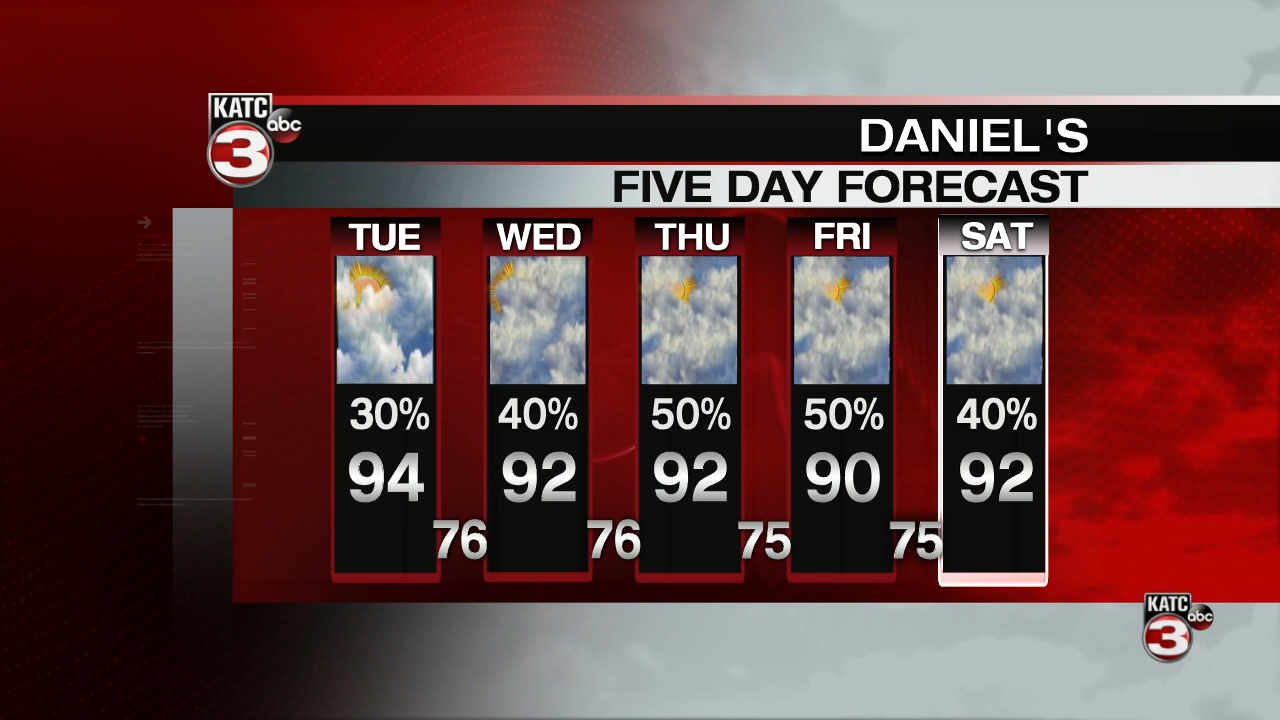 KATC
abc
3
DANIEL'S
FIVE DAY FORECAST
TUE WED THU FRI SAT
30% 40% 50% 50% 40%
94 92 92 90 92
76 76 75 75
KATC
abc
3